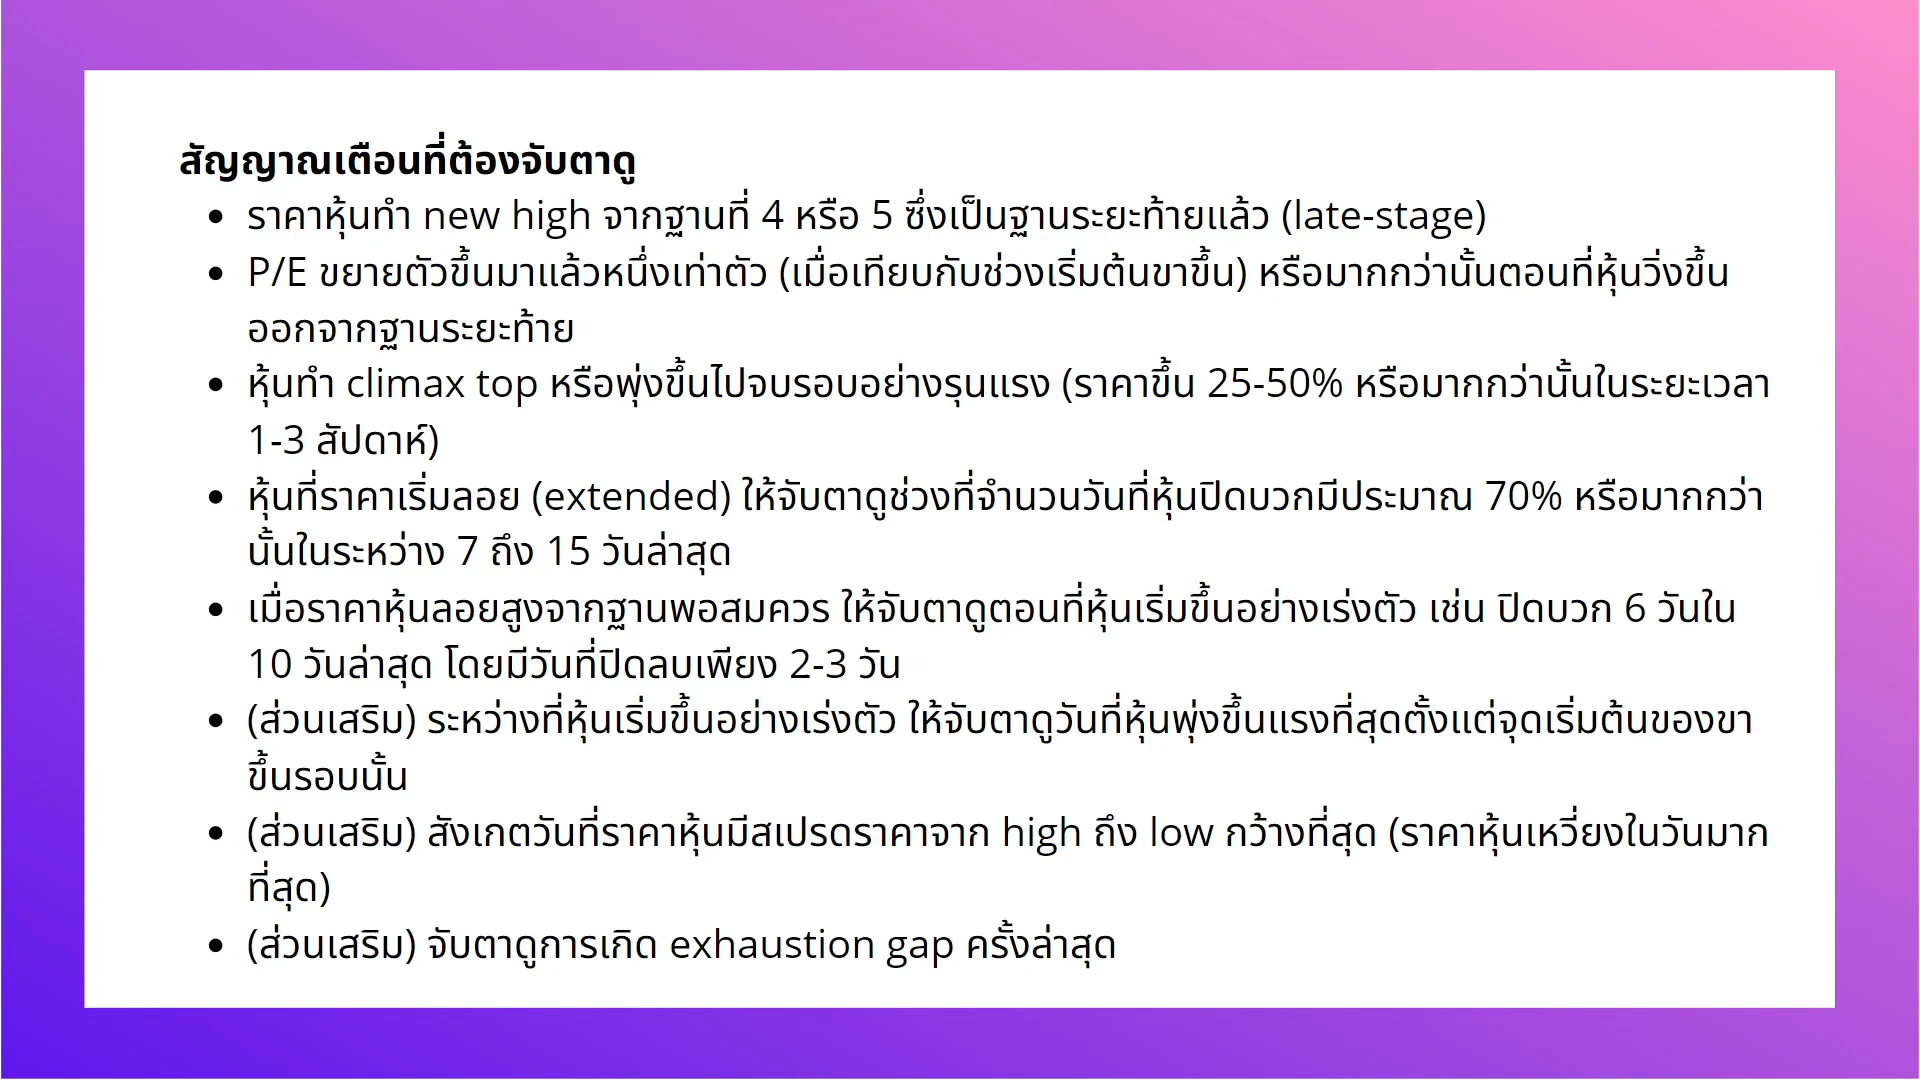 สัญญาณเตือนที่ต้องจับตาดู
• ราคาหุ้นทำ new high จากฐานที่ 4 หรือ 5 ซึ่งเป็นฐานระยะท้ายแล้ว (late-stage)
• P/E ขยายตัวขึ้นมาแล้วหนึ่งเท่าตัว (เมื่อเทียบกับช่วงเริ่มต้นขาขึ้น) หรือมากกว่านั้นตอนที่หุ้นวิ่งขึ้น
ออกจากฐานระยะท้าย
• หุ้นทำ climax top หรือพุ่งขึ้นไปจบรอบอย่างรุนแรง (ราคาขึ้น 25-50% หรือมากกว่านั้นในระยะเวลา
1-3 สัปดาห์)
• หุ้นที่ราคาเริ่มลอย (extended) ให้จับตาดูช่วงที่จำนวนวันที่หุ้นปิดบวกมีประมาณ 70% หรือมากกว่า
นั้นในระหว่าง 7 ถึง 15 วันล่าสุด
• เมื่อราคาหุ้นลอยสูงจากฐานพอสมควร ให้จับตาดูตอนที่หุ้นเริ่มขึ้นอย่างเร่งตัว เช่น ปิดบวก 6 วันใน
10 วันล่าสุด โดยมีวันที่ปิดลบเพียง 2-3 วัน
• (ส่วนเสริม) ระหว่างที่หุ้นเริ่มขึ้นอย่างเร่งตัว ให้จับตาดูวันที่หุ้นพุ่งขึ้นแรงที่สุดตั้งแต่จุดเริ่มต้นของขา
ขึ้นรอบนั้น
• (ส่วนเสริม) สังเกตวันที่ราคาหุ้นมีสเปรดราคาจาก high ถึง low กว้างที่สุด (ราคาหุ้นเหวี่ยงในวันมาก
ที่สุด)
• (ส่วนเสริม) จับตาดูการเกิด exhaustion gap ครั้งล่าสุด